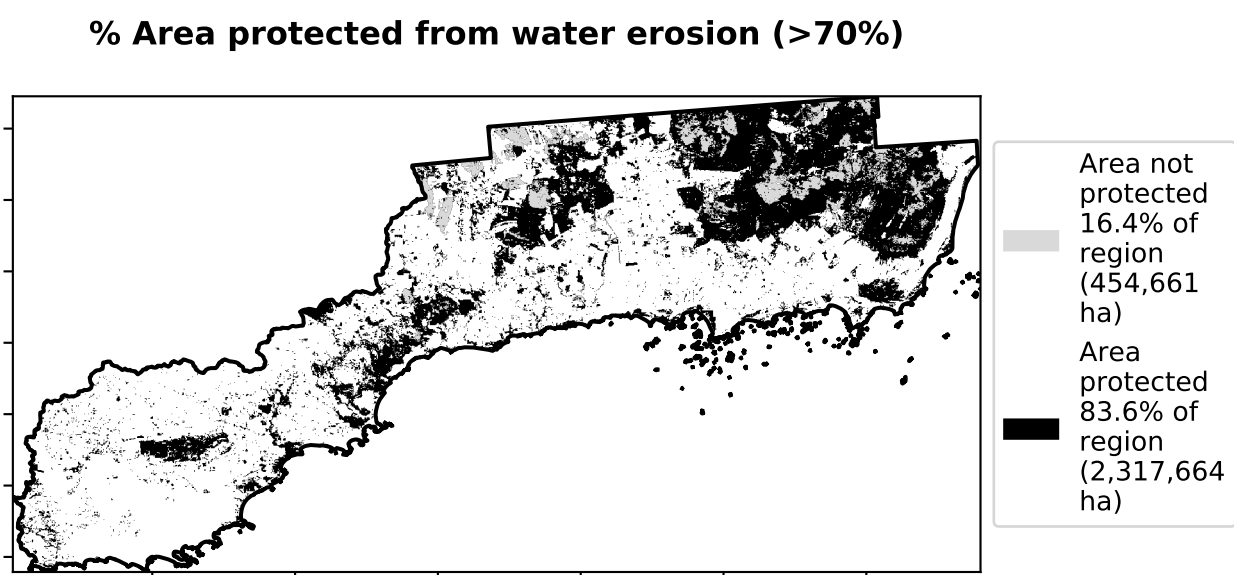 % Area protected from water erosion (>70%)
Area not
protected
16.4% of
region
(454,661
ha)
Area
protected
83.6% of
region
(2,317,664
ha)